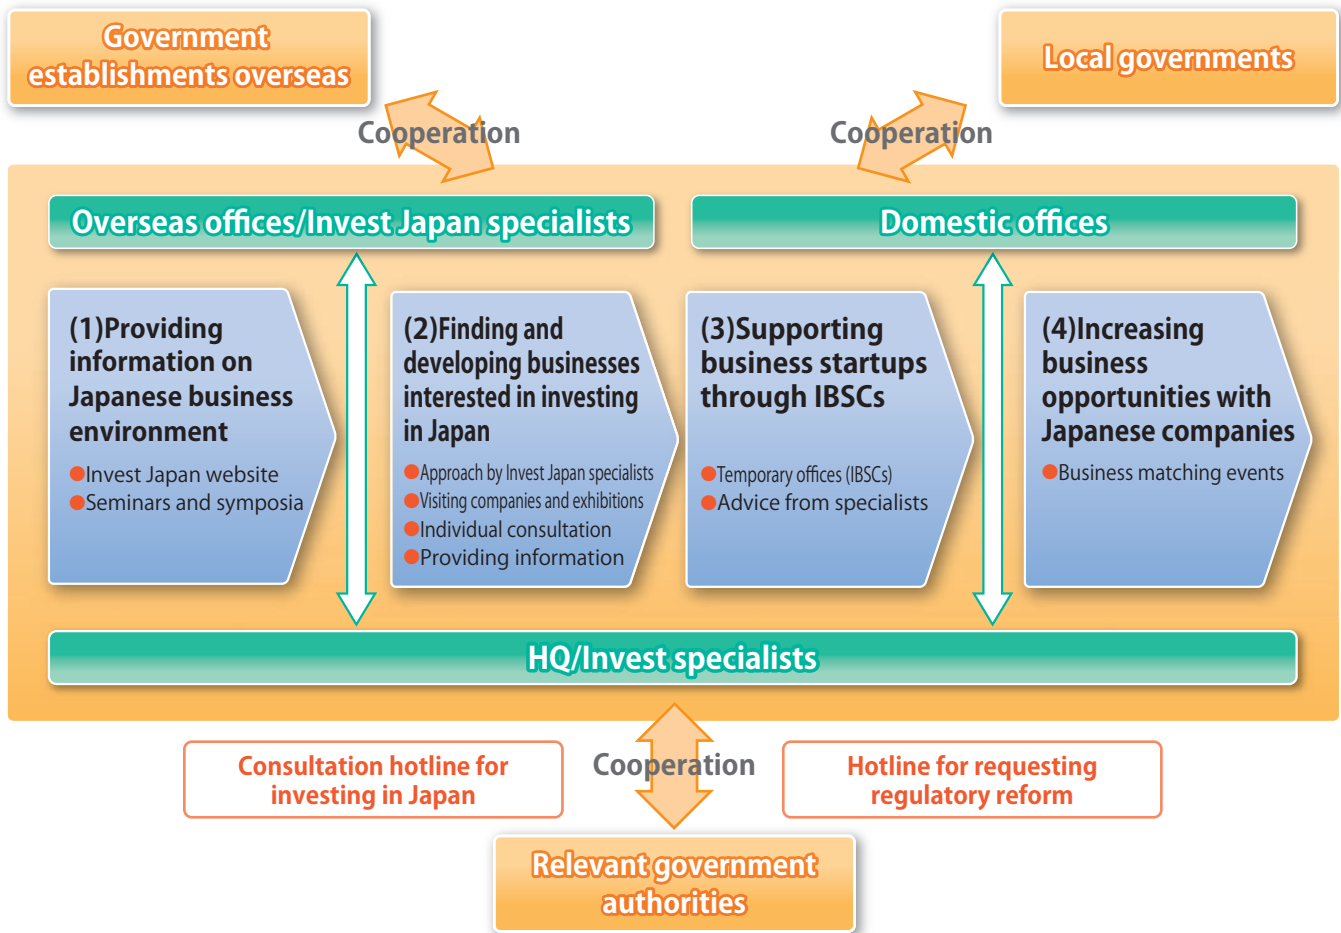 Government
establishments overseas
Local governments
Cooperation
Cooperation
Overseas offices/Invest Japan specialists
Domestic offices
(1)Providing
information on
Japanese business
environment
●Invest Japan website
●Seminars and symposia
(2)Finding and
developing businesses
interested in investing
in Japan
●Approach by Invest Japan specialists
●Visiting companies and exhibitions
●Individual consultation
●Providing information
(3)Supporting
business startups
through IBSCs
●Temporary offices (IBSCs)
●Advice from specialists
(4)Increasing
business
opportunities with
Japanese companies
●Business matching events
HQ/Invest specialists
Consultation hotline for
investing in Japan
Cooperation
Hotline for requesting
regulatory reform
Relevant government
authorities